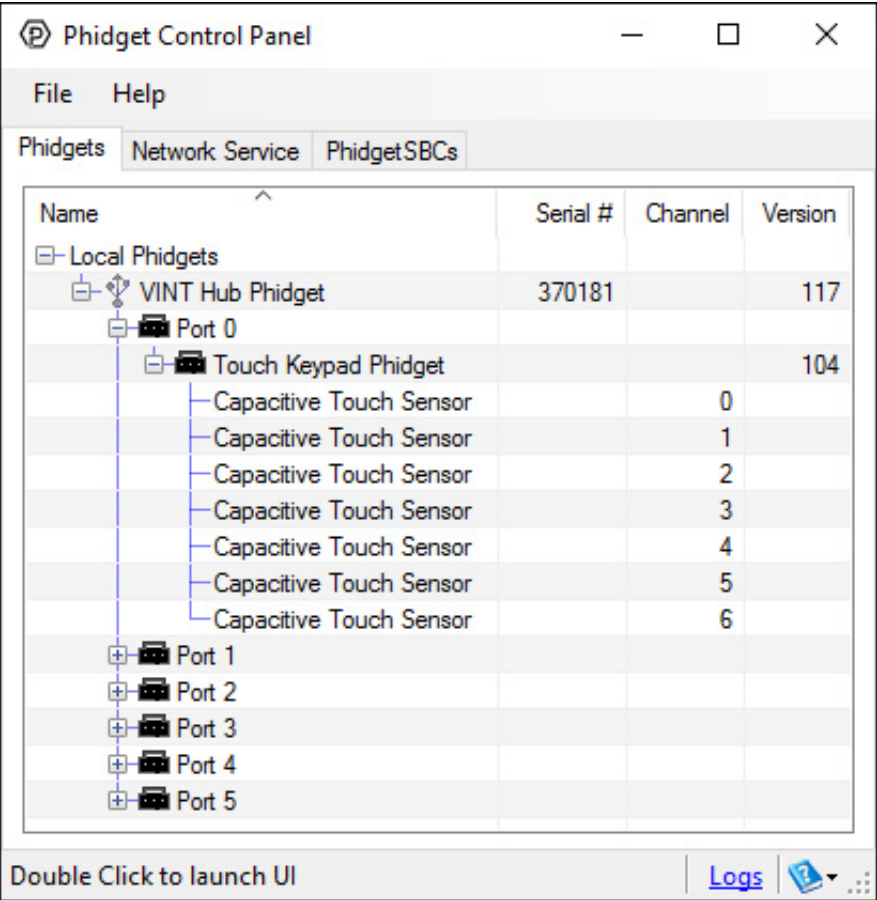 Phidget Control Panel
File Help
Phidgets Network Service PhidgetSBCs
Name Serial # Channel Version
Local Phidgets
VINT Hub Phidget 370181 117
Port 0
Touch Keypad Phidget 104
Capacitive Touch Sensor 0
Capacitive Touch Sensor 1
Capacitive Touch Sensor 2
Capacitive Touch Sensor 3
Capacitive Touch Sensor 4
Capacitive Touch Sensor 5
Capacitive Touch Sensor 6
Port 1
Port 2
Port 3
Port 4
Port 5
Double Click to launch UI Logs